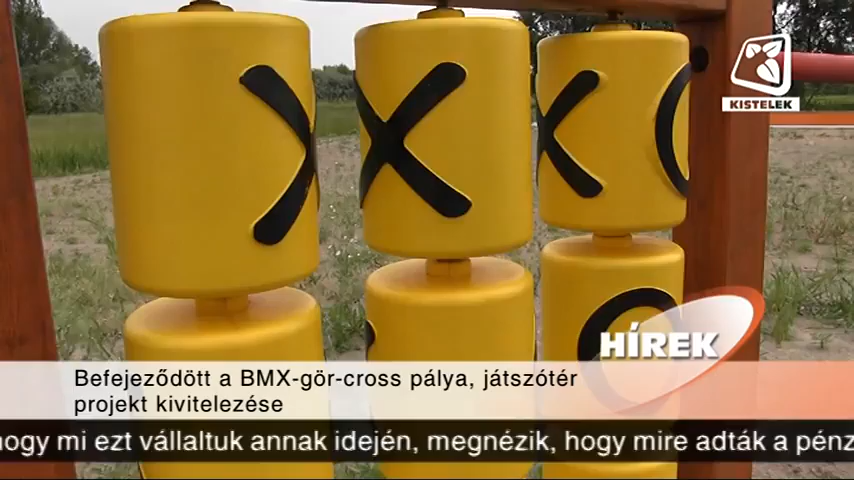 KISTELEK
HÍREK
Befejeződött a BMX-gör-cross pálya, játszótér
projekt kivitelezése
hogy mi ezt vállaltuk annak idején, megnézik, hogy mire adták a pénz